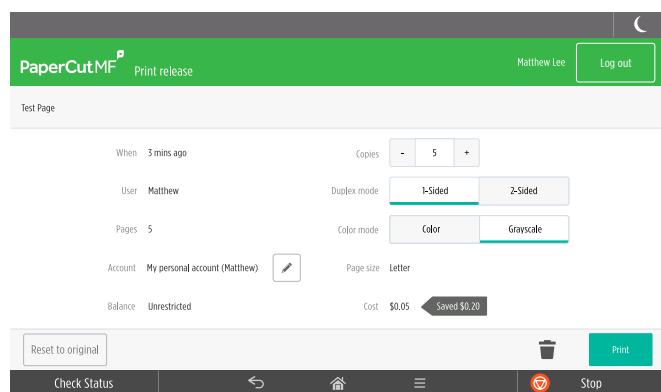 PaperCutMF P Print release
Matthew Lee
Log out
Test Page
When 3 mins ago
Copies - 5 +
User Matthew
Duplex mode 1-Sided 2-Sided
Pages 5
Color mode Color Grayscale
Account My personal account (Matthew)
Page size Letter
Balance Unrestricted
Cost $0.05 Saved $0.20
Reset to original
Print
Check Status
Stop